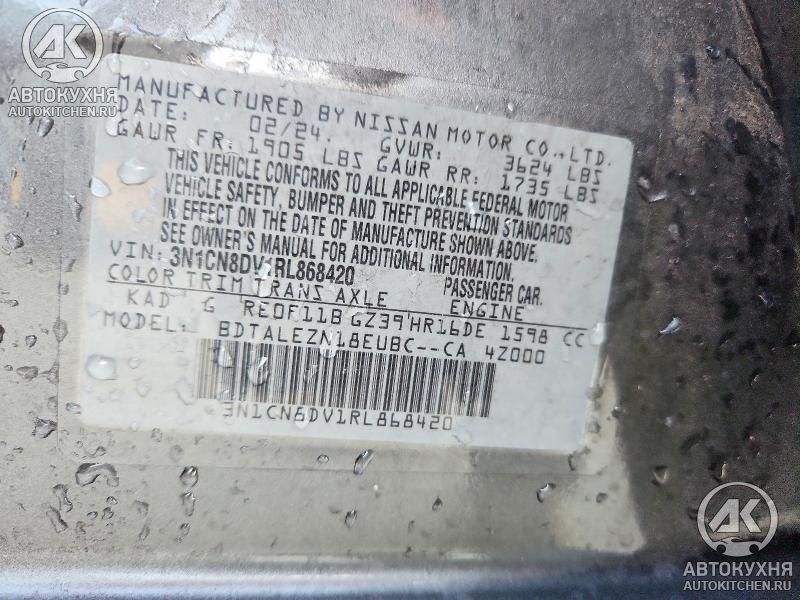 AK
АВТОКУХНЯ
AUTOKITCHEN.RU
MANUFACTURED BY NISSAN MOTOR CO.,LTD.
DATE: 02/24. GVWR: 3624 LBS
GAWR FR: 1905 LBS GAWR RR: 1735 LBS
THIS VEHICLE CONFORMS TO ALL APPLICABLE FEDERAL MOTOR
VEHICLE SAFETY, BUMPER AND THEFT PREVENTION STANDARDS
IN EFFECT ON THE DATE OF MANUFACTURE SHOWN ABOVE.
SEE OWNER'S MANUAL FOR ADDITIONAL INFORMATION.
VIN: 3N1CN8DV1RL868420 PASSENGER CAR.
COLOR TRIM TRANS AXLE ENGINE
KAD G RE0F11B GZ39 HR16DE 1598 CC
MODEL: BDTALEZN18EUBC--CA 4Z000
3N1CN6DV1RL868420
AK
АВТОКУХНЯ
AUTOKITCHEN.RU